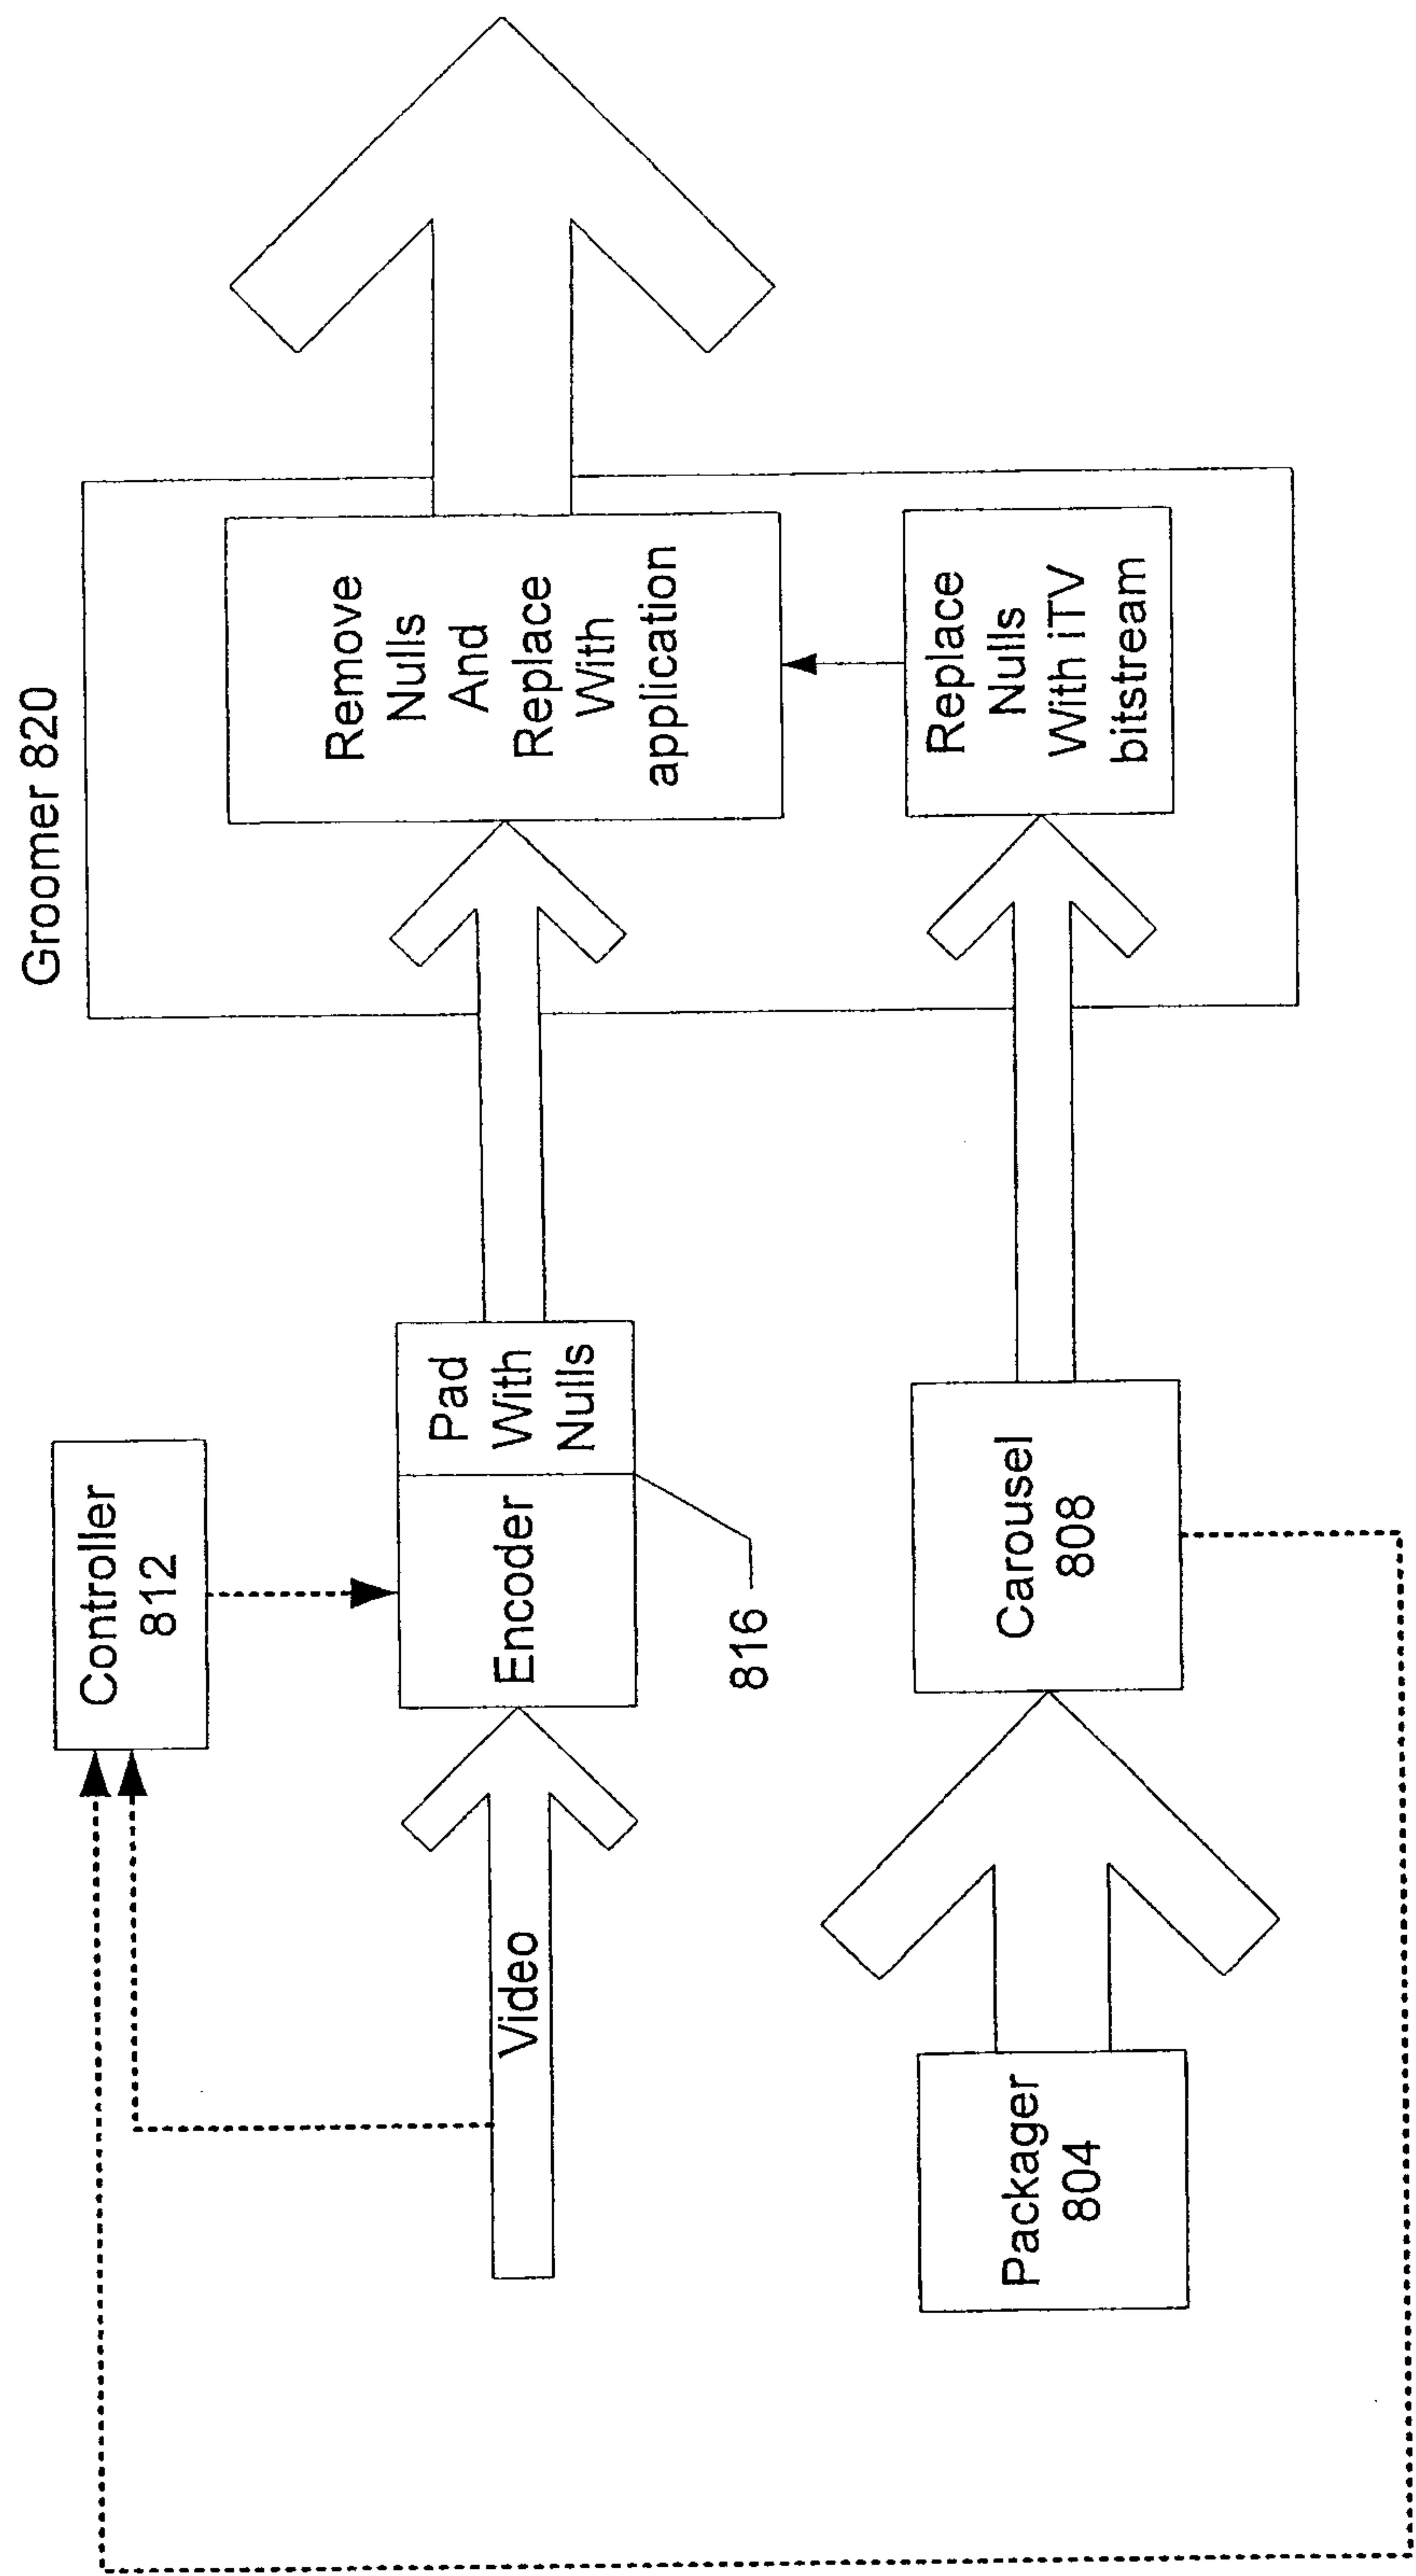 Groomer 820
Controller
812
Video
Encoder
Pad
With
Nulls
816
Remove
Nulls
And
Replace
With
application
Packager
804
Carousel
808
Replace
Nulls
With iTV
bitstream